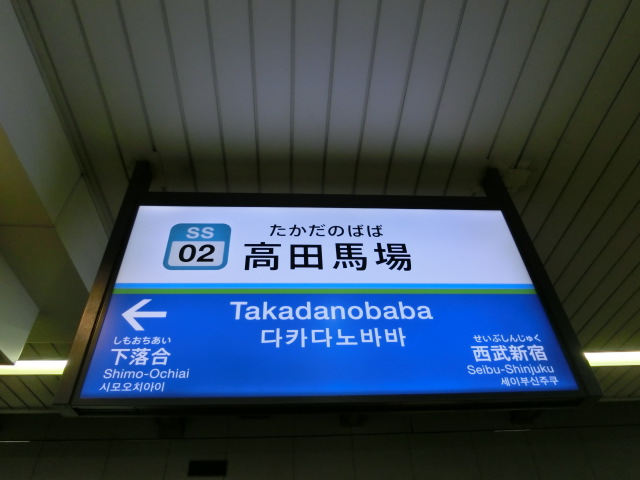 SS
02
たかだのばば
高田馬場
Takadanobaba
다카다노바바
しもおちあい
下落合
Shimo-Ochiai
시모오치아이
せいぶしんじゅく
西武新宿
Seibu-Shinjuku
세이부신주쿠